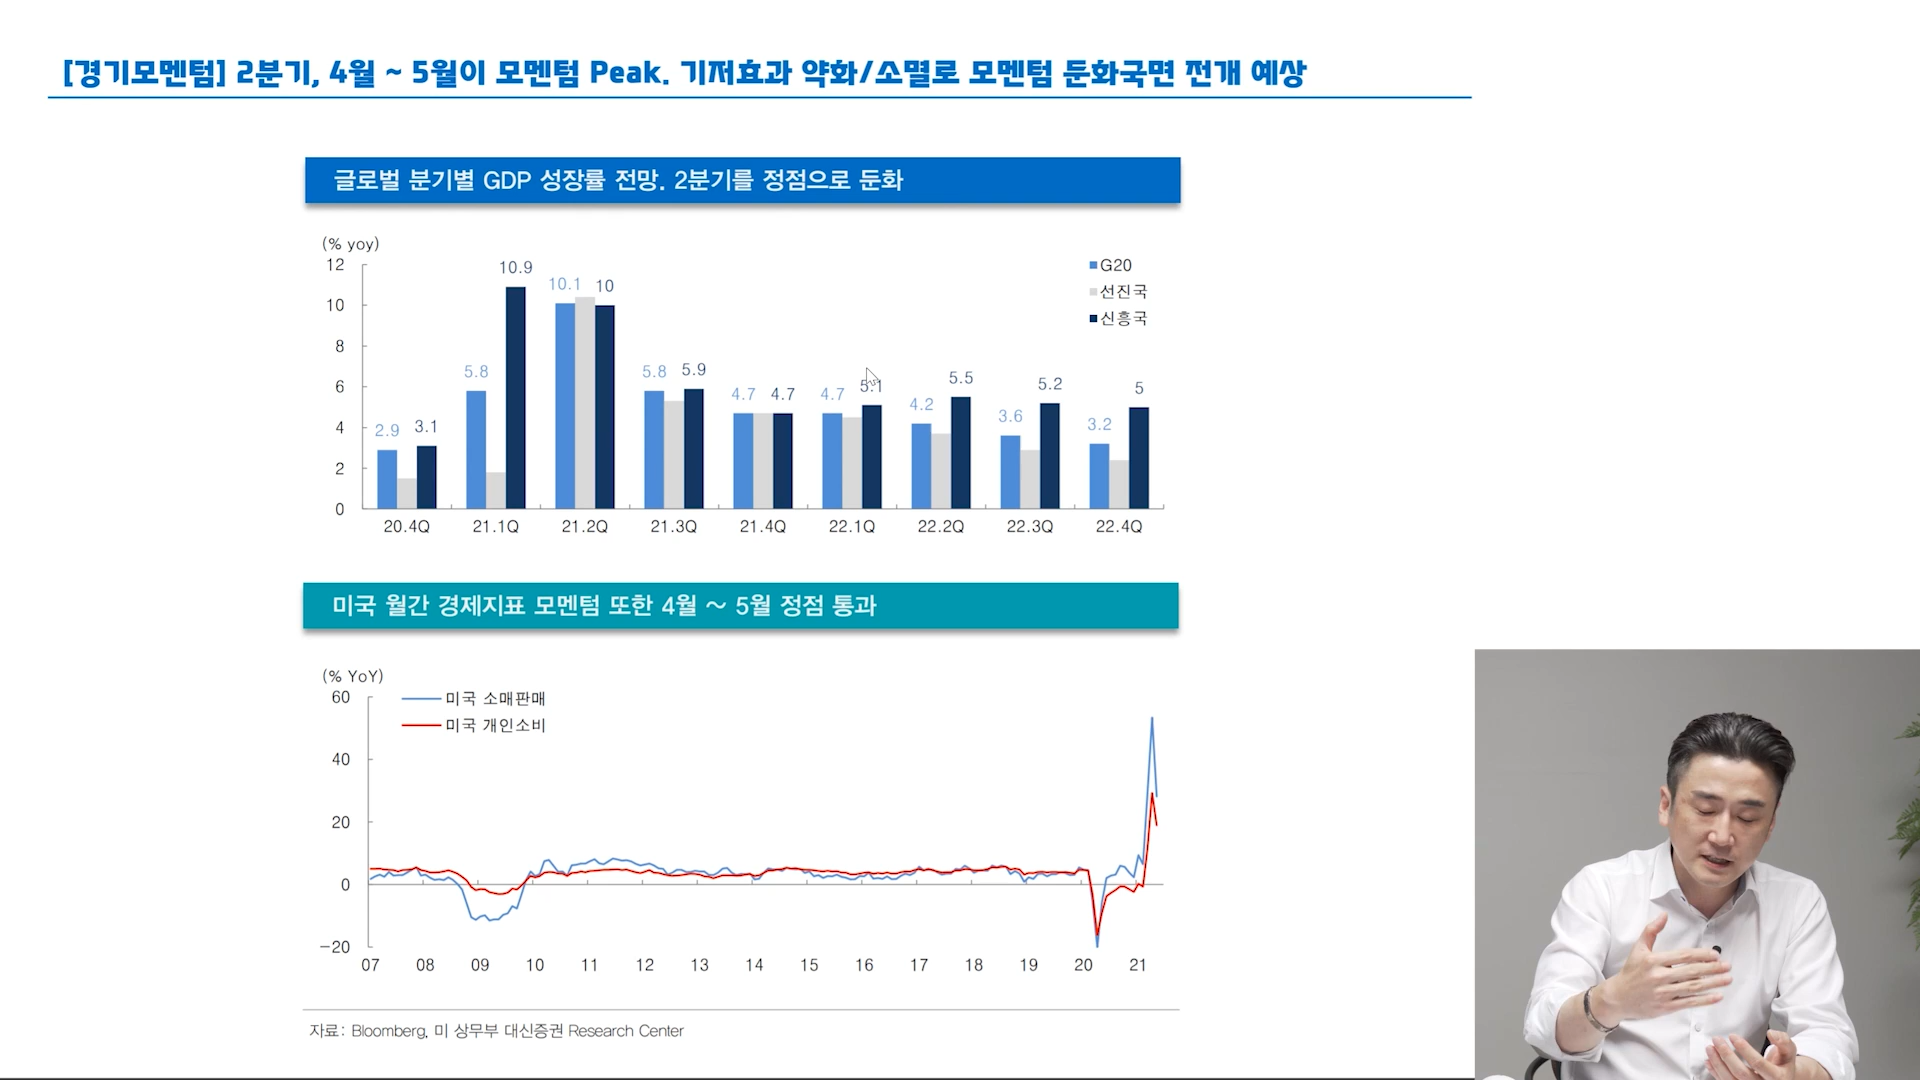 [경기모멘텀] 2분기, 4월 ~ 5월이 모멘텀 Peak. 기저효과 약화/소멸로 모멘텀 둔화국면 전개 예상
글로벌 분기별 GDP 성장률 전망. 2분기를 정점으로 둔화
(% yoy)
12
10
8
6
4
2
0
G20
선진국
신흥국
2.9 3.1
5.8 10.9
10.1 10
5.8 5.9
4.7 4.7
4.7 5.1
4.2 5.5
3.6 5.2
3.2 5
20.4Q 21.1Q 21.2Q 21.3Q 21.4Q 22.1Q 22.2Q 22.3Q 22.4Q
미국 월간 경제지표 모멘텀 또한 4월 ~ 5월 정점 통과
(% YoY)
60
40
20
0
-20
미국 소매판매
미국 개인소비
07 08 09 10 11 12 13 14 15 16 17 18 19 20 21
자료: Bloomberg, 미 상무부 대신증권 Research Center